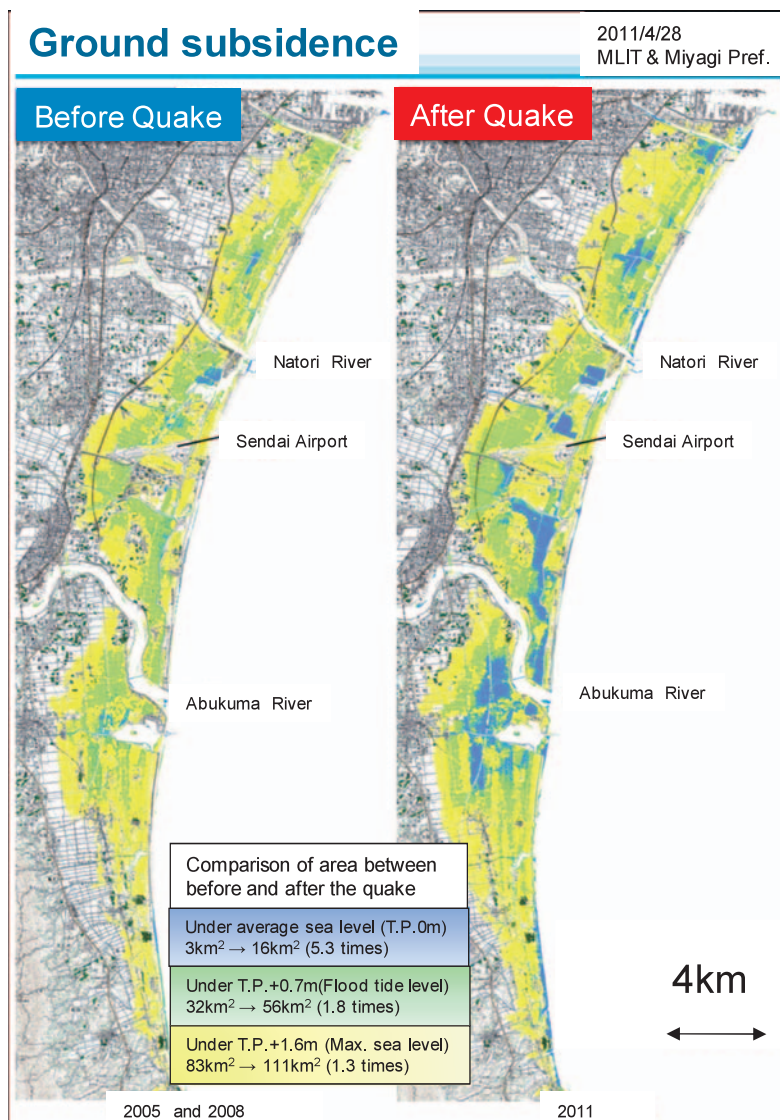 Ground subsidence
2011/4/28
MLIT & Miyagi Pref.
Before Quake
After Quake
Natori River
Natori River
Sendai Airport
Sendai Airport
Abukuma River
Abukuma River
Comparison of area between
before and after the quake
Under average sea level (T.P.0m)
3km² → 16km² (5.3 times)
Under T.P.+0.7m(Flood tide level)
32km² → 56km² (1.8 times)
Under T.P.+1.6m (Max. sea level)
83km² → 111km² (1.3 times)
4km
2005 and 2008
2011